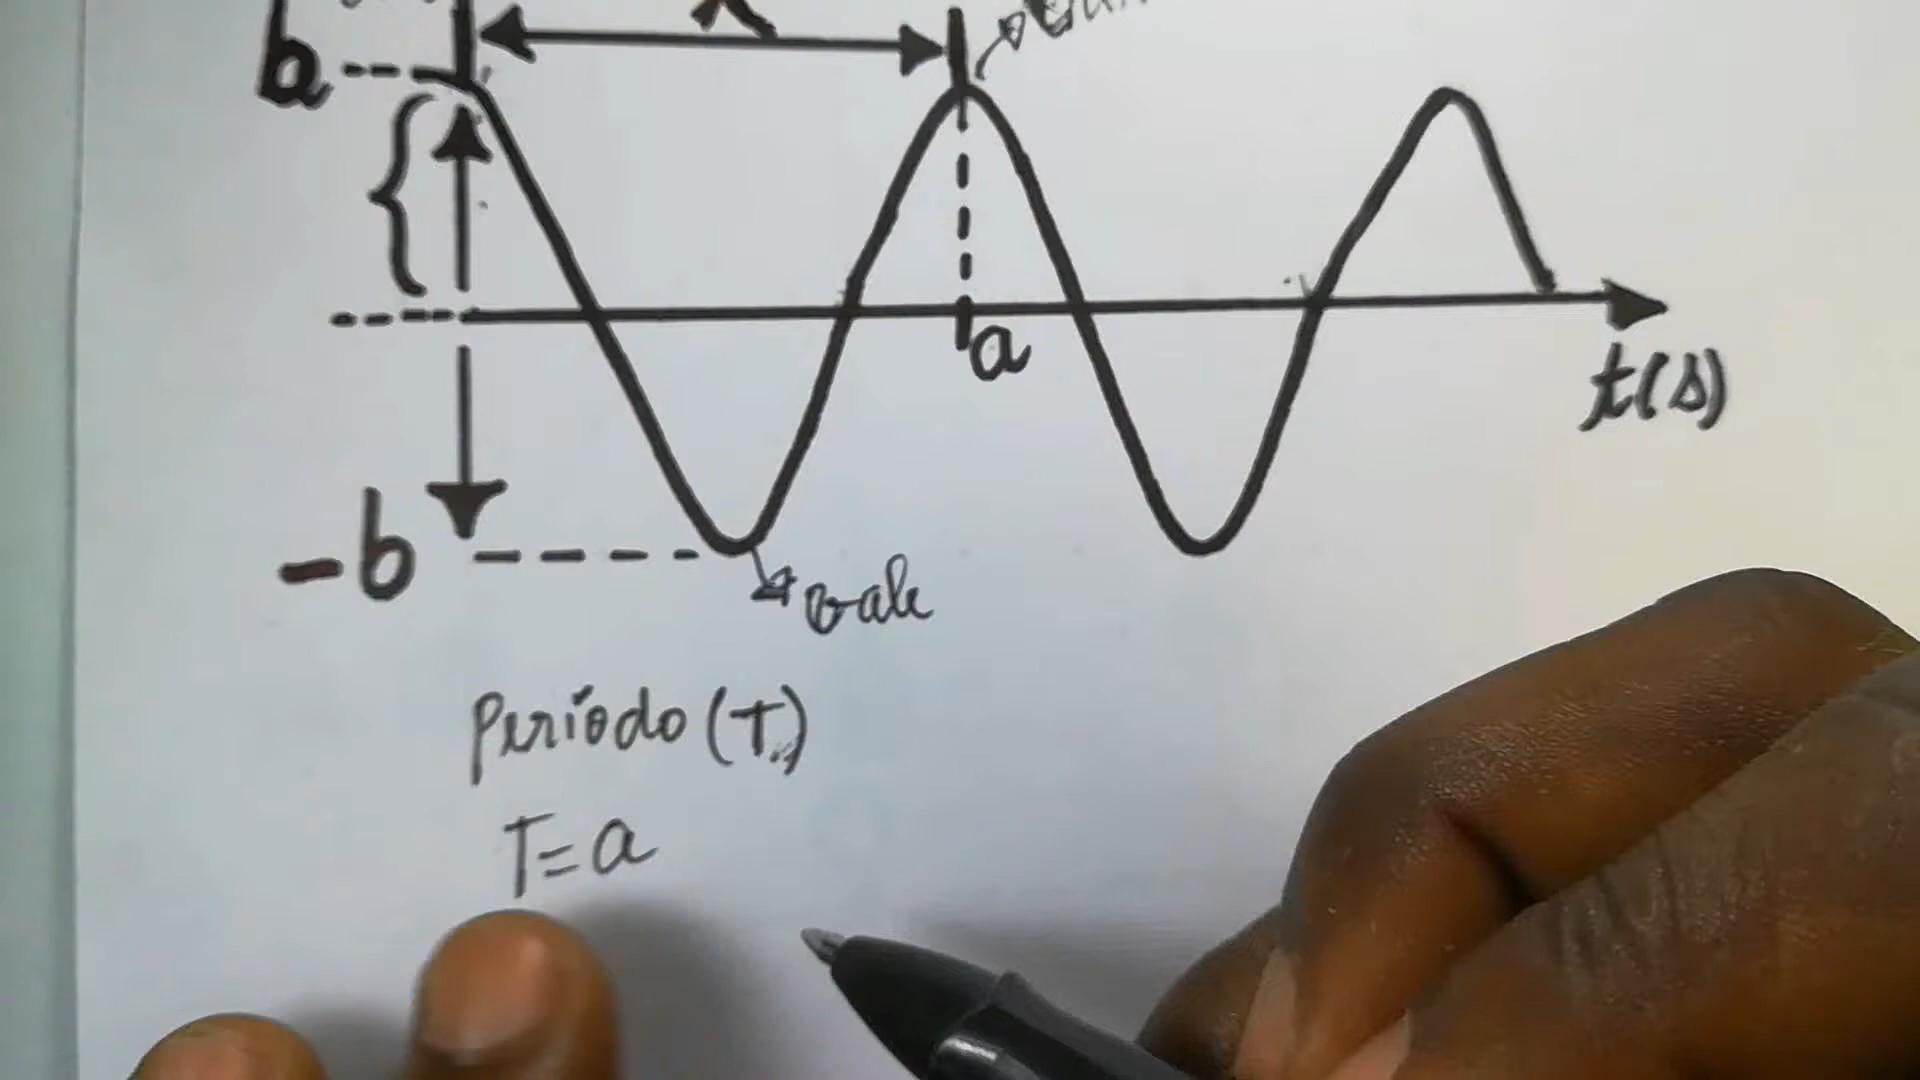 λ
b
a
t(s)
-b
vale
Período (T)
T = a